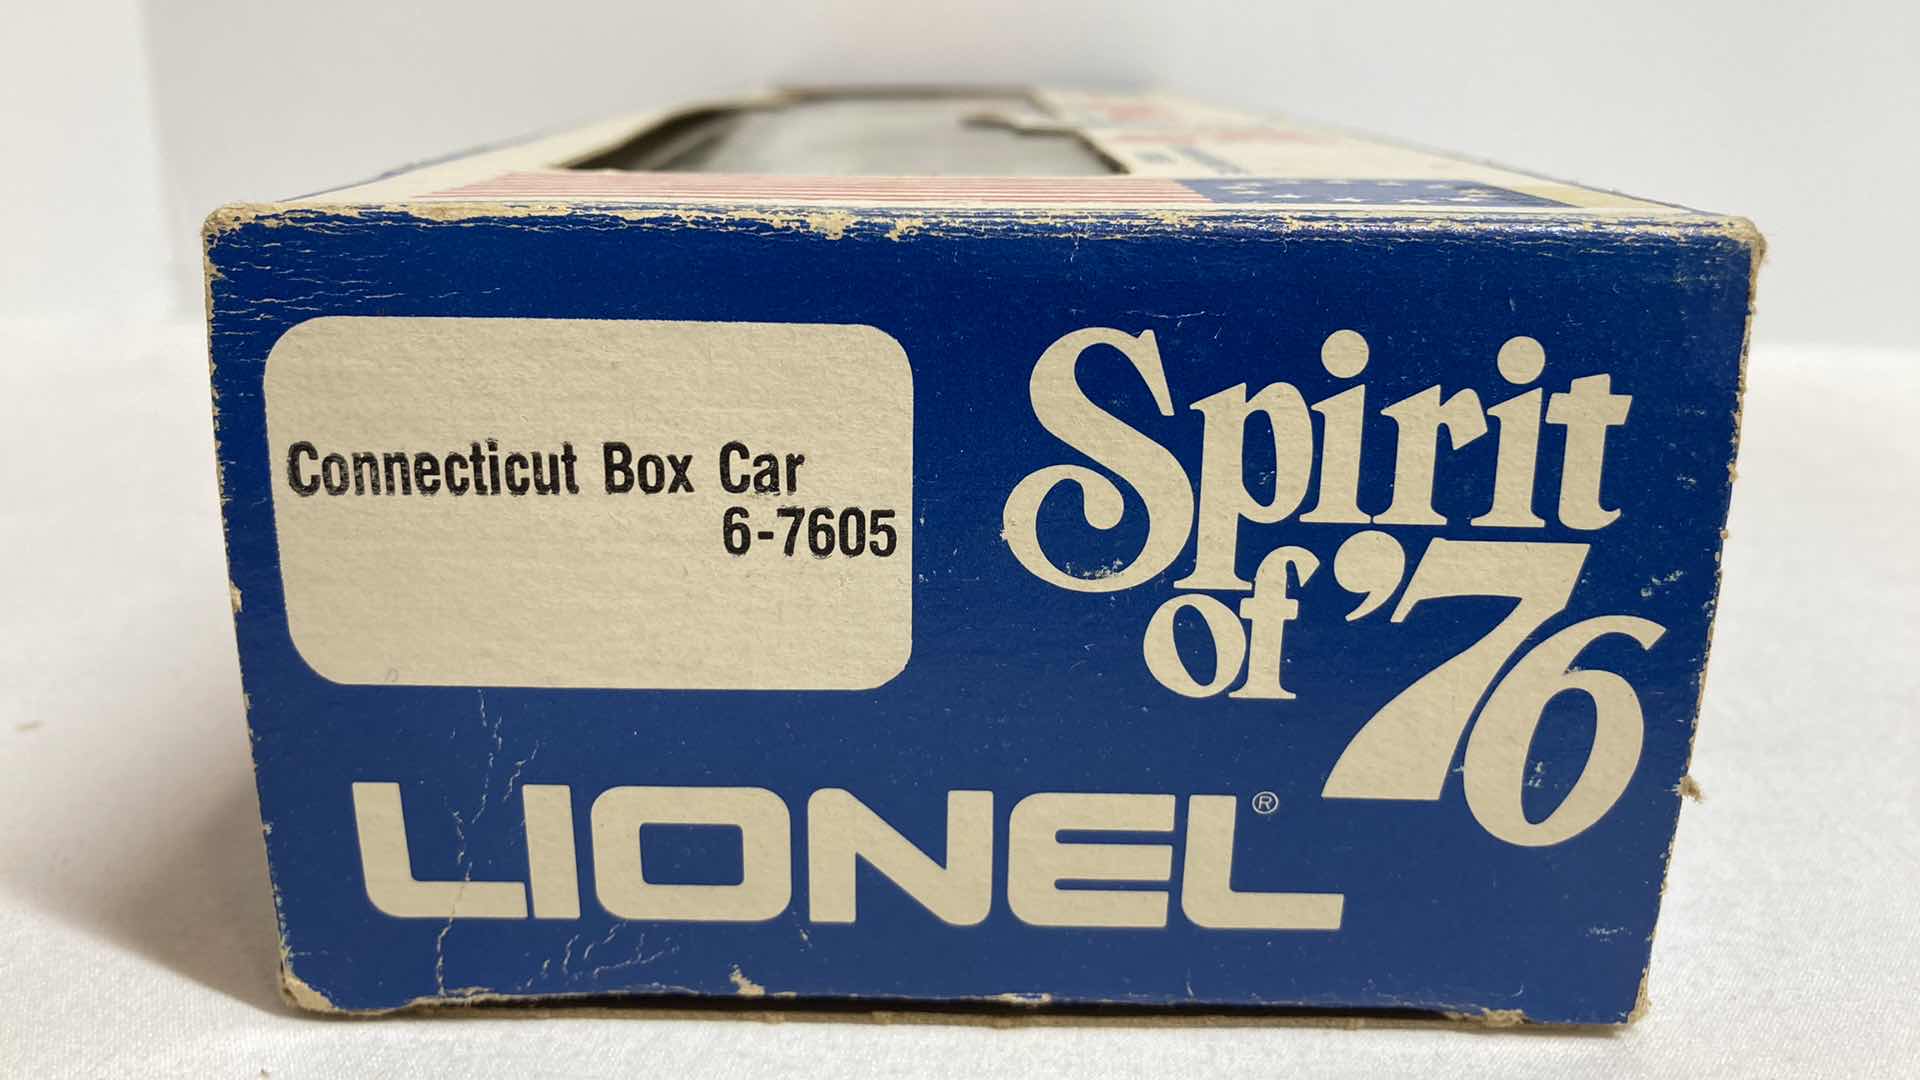 Connecticut Box Car
6-7605
Spirit
of '76
LIONEL®